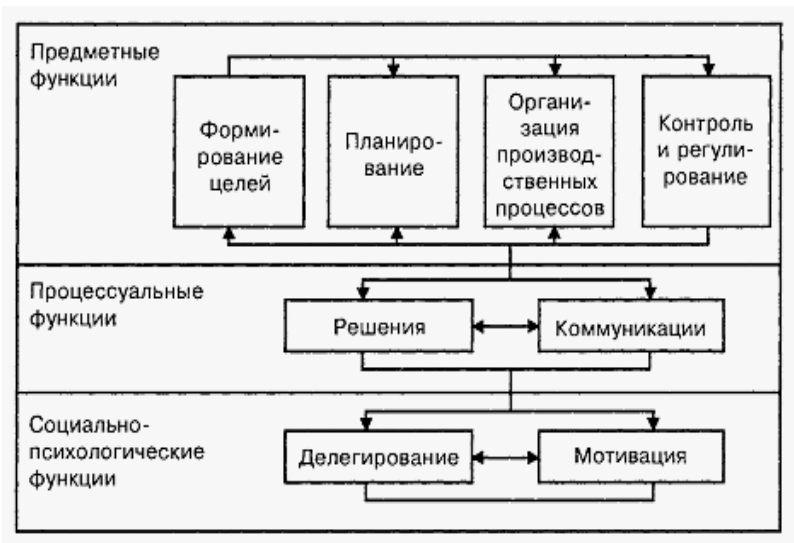 Предметные
функции
Форми-
рование
целей
Планиро-
вание
Органи-
зация
производ-
ственных
процессов
Контроль
и регули-
рование
Процессуальные
функции
Решения
Коммуникации
Социально-
психологические
функции
Делегирование
Мотивация